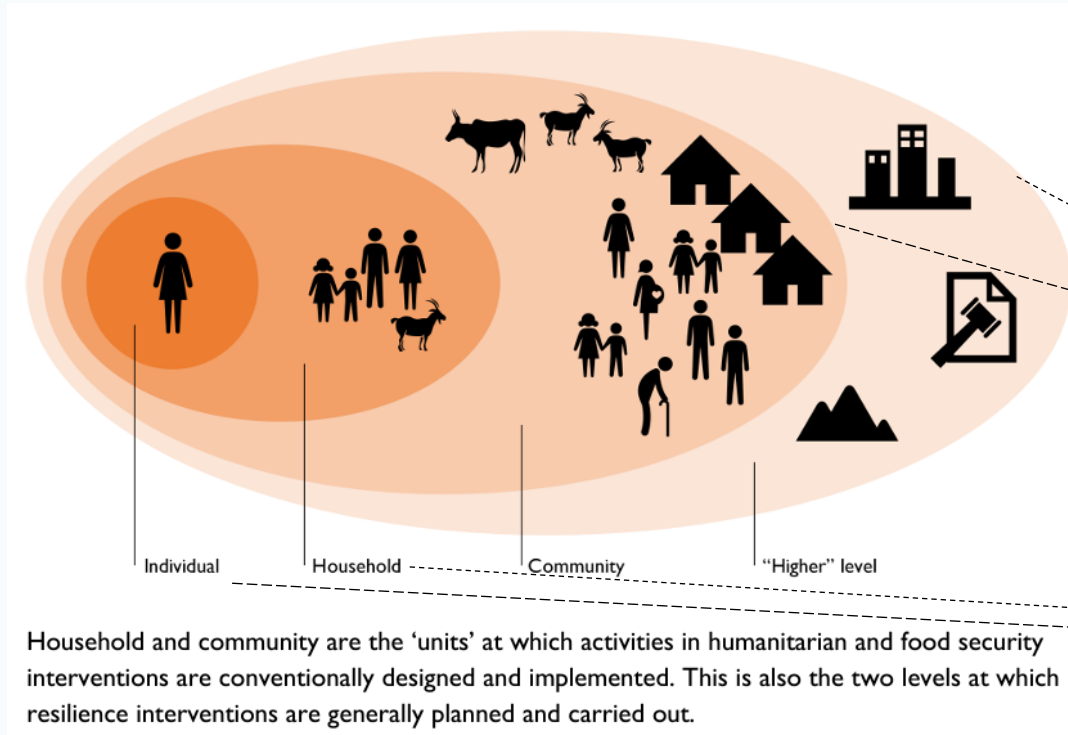 Individual
Household
Community
“Higher” level
Household and community are the ‘units’ at which activities in humanitarian and food security
interventions are conventionally designed and implemented. This is also the two levels at which
resilience interventions are generally planned and carried out.